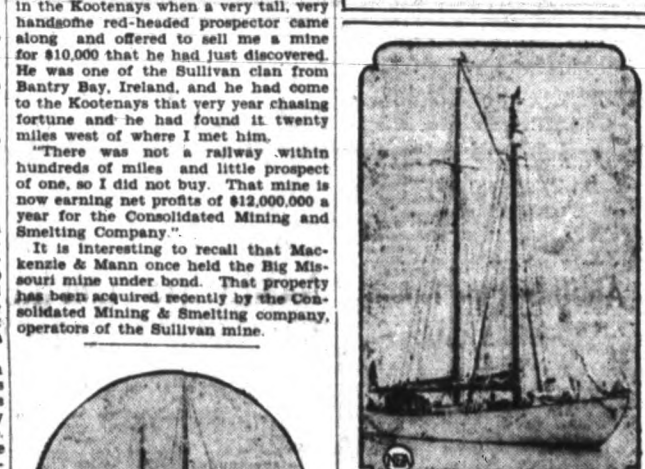 in the Kootenays when a very tall, very
handsome red-headed prospector came
along and offered to sell me a mine
for $10,000 that he had just discovered.
He was one of the Sullivan clan from
Bantry Bay, Ireland, and he had come
to the Kootenays that very year chasing
fortune and he had found it twenty
miles west of where I met him.
"There was not a railway within
hundreds of miles and little prospect
of one, so I did not buy. That mine is
now earning net profits of $12,000,000 a
year for the Consolidated Mining and
Smelting Company."
It is interesting to recall that Mac-
kenzie & Mann once held the Big Mis-
souri mine under bond. That property
has been acquired recently by the Con-
solidated Mining & Smelting company,
operators of the Sullivan mine.
NEA